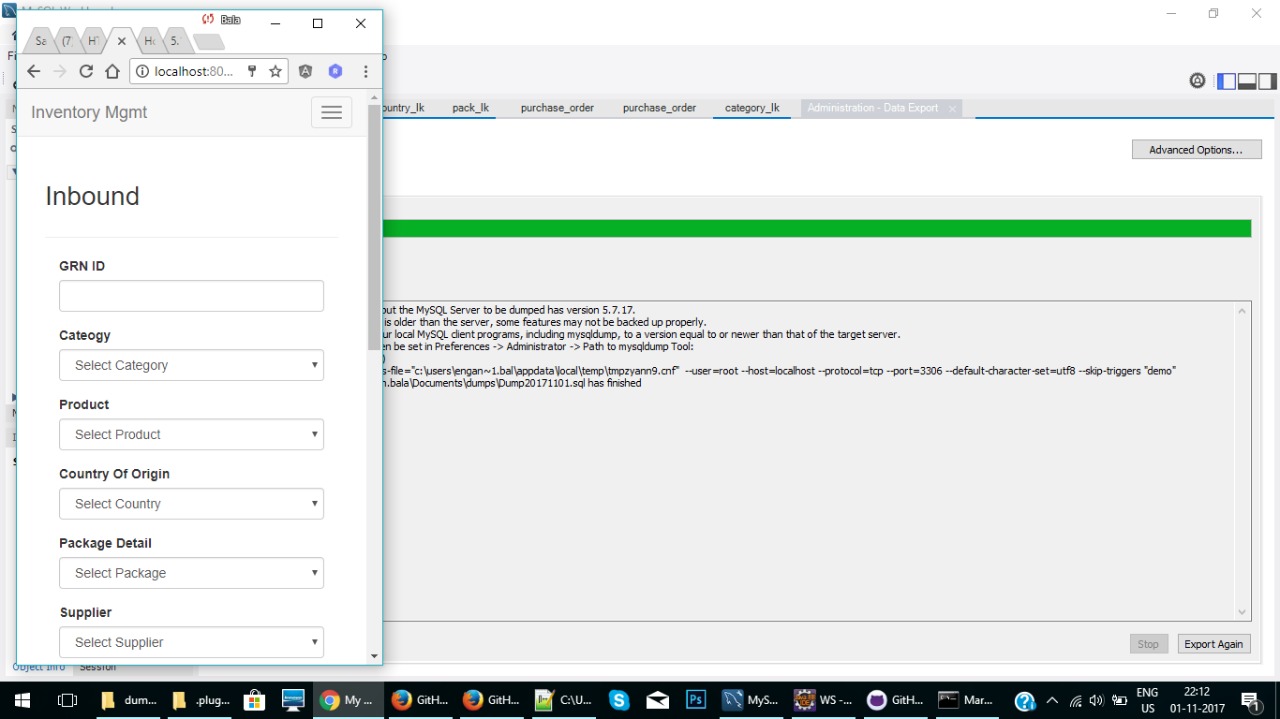 Bala
Sa
(7
H
Ho
5.
localhost:80...
Inventory Mgmt
Inbound
GRN ID
Cateogy
Select Category
Product
Select Product
Country Of Origin
Select Country
Package Detail
Select Package
Supplier
Select Supplier
untry_lk
pack_lk
purchase_order
purchase_order
category_lk
Administration - Data Export
Advanced Options...
but the MySQL Server to be dumped has version 5.7.17.
is older than the server, some features may not be backed up properly.
ur local MySQL client programs, including mysqldump, to a version equal to or newer than that of the target server.
en be set in Preferences -> Administrator -> Path to mysqldump Tool:
)
s-file="c:\users\engan~1.bal\appdata\local\temp\tmpzyann9.cnf" --user=root --host=localhost --protocol=tcp --port=3306 --default-character-set=utf8 --skip-triggers "demo"
n.bala\Documents\dumps\Dump20171101.sql has finished
Stop
Export Again
Object Info
Session
dum...
.plug...
My ...
GitH...
GitH...
C:\U...
Ps
MyS...
WS -...
GitH...
Mar...
ENG
US
22:12
01-11-2017
1